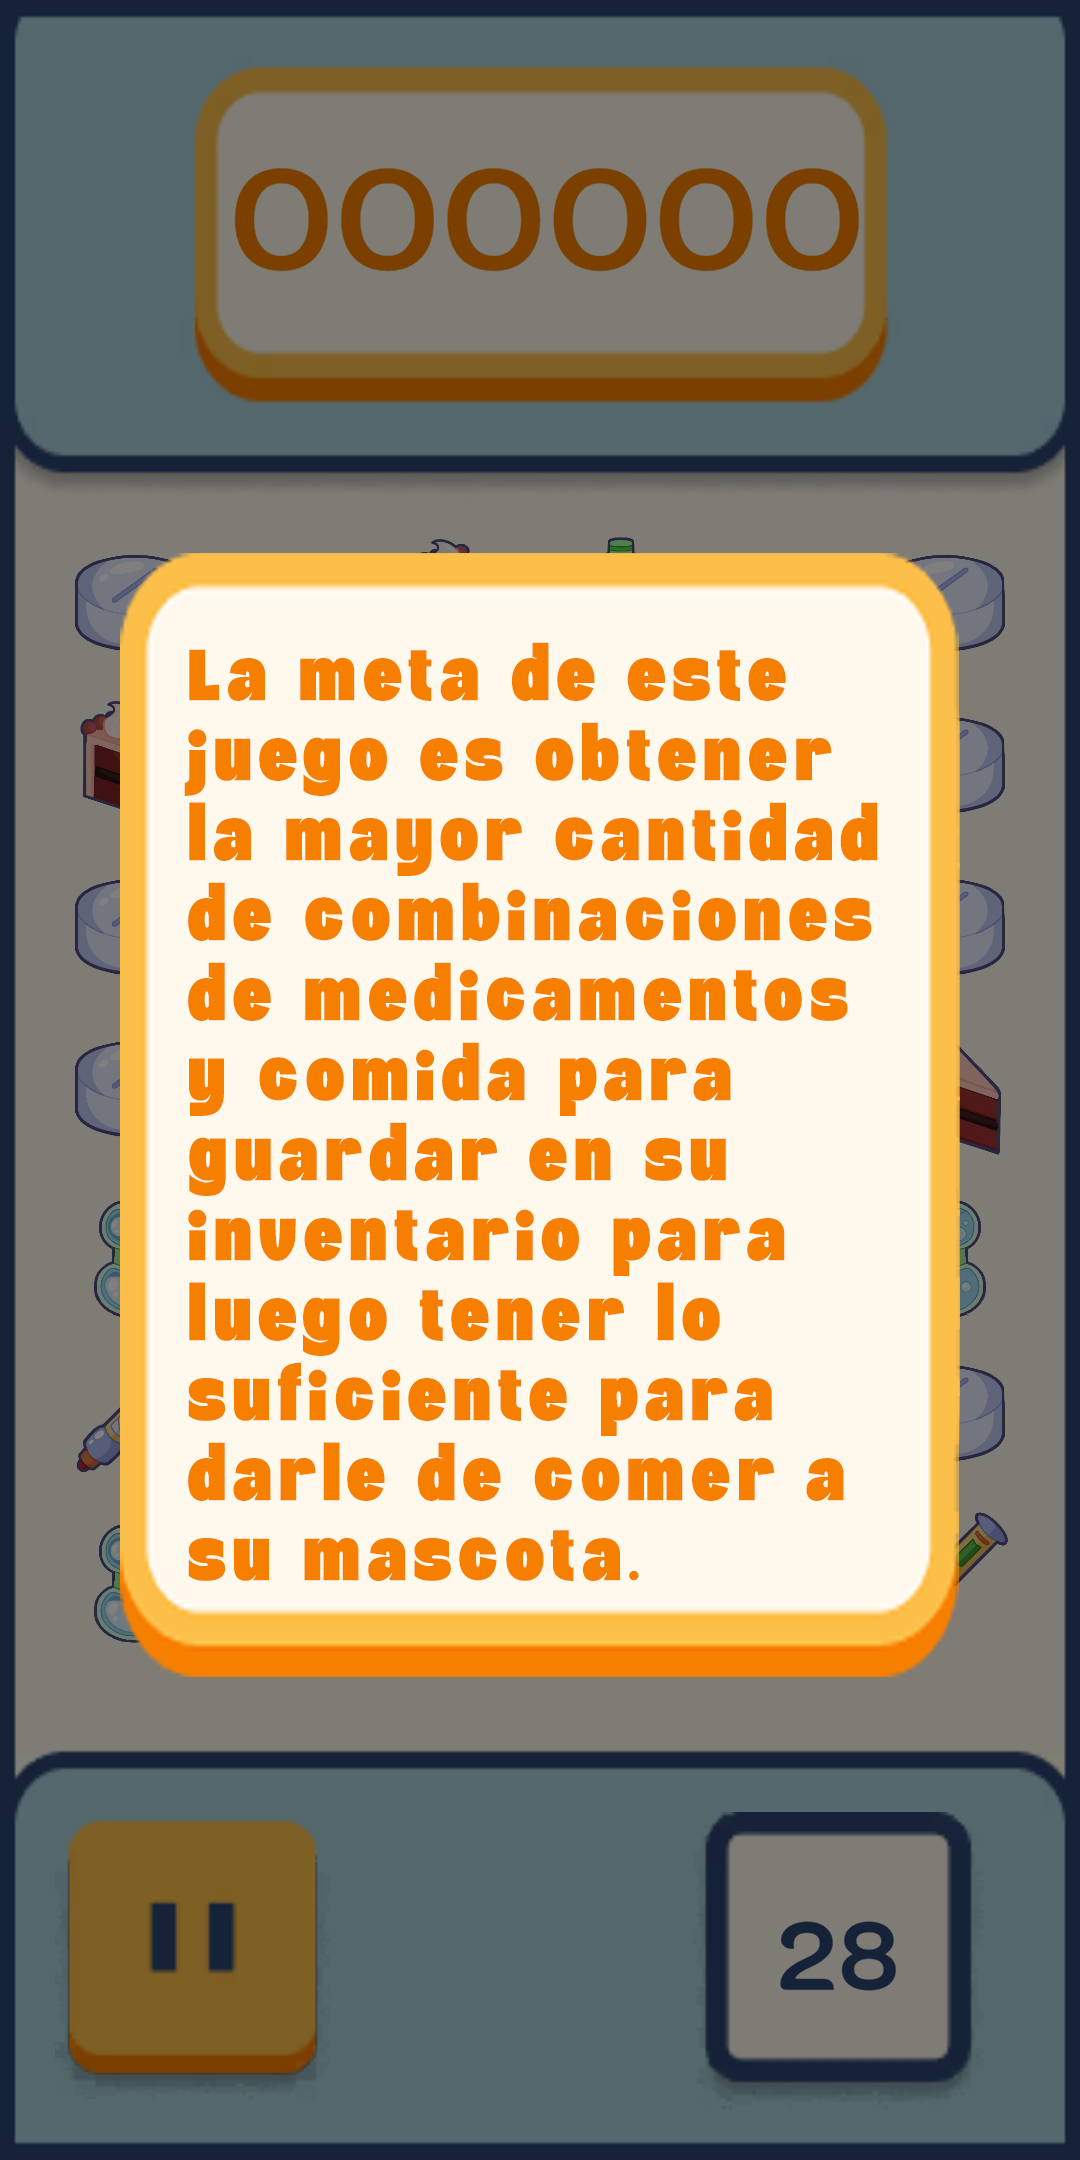 000000
La meta de este
juego es obtener
la mayor cantidad
de combinaciones
de medicamentos
y comida para
guardar en su
inventario para
luego tener lo
suficiente para
darle de comer a
su mascota.
28